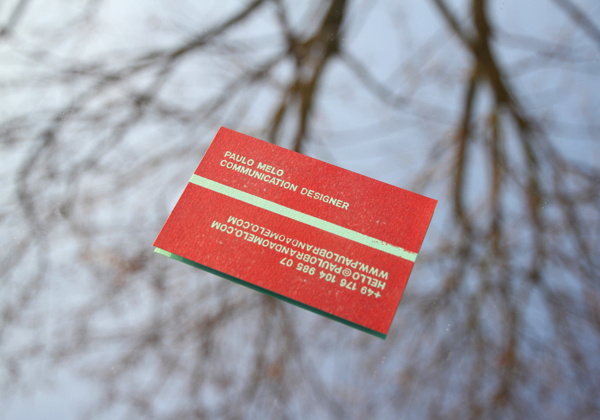 PAULO MELO
COMMUNICATION DESIGNER
+49 176 104 985 07
HELLO@PAULOBRANDAOMELO.COM
WWW.PAULOBRANDAOMELO.COM